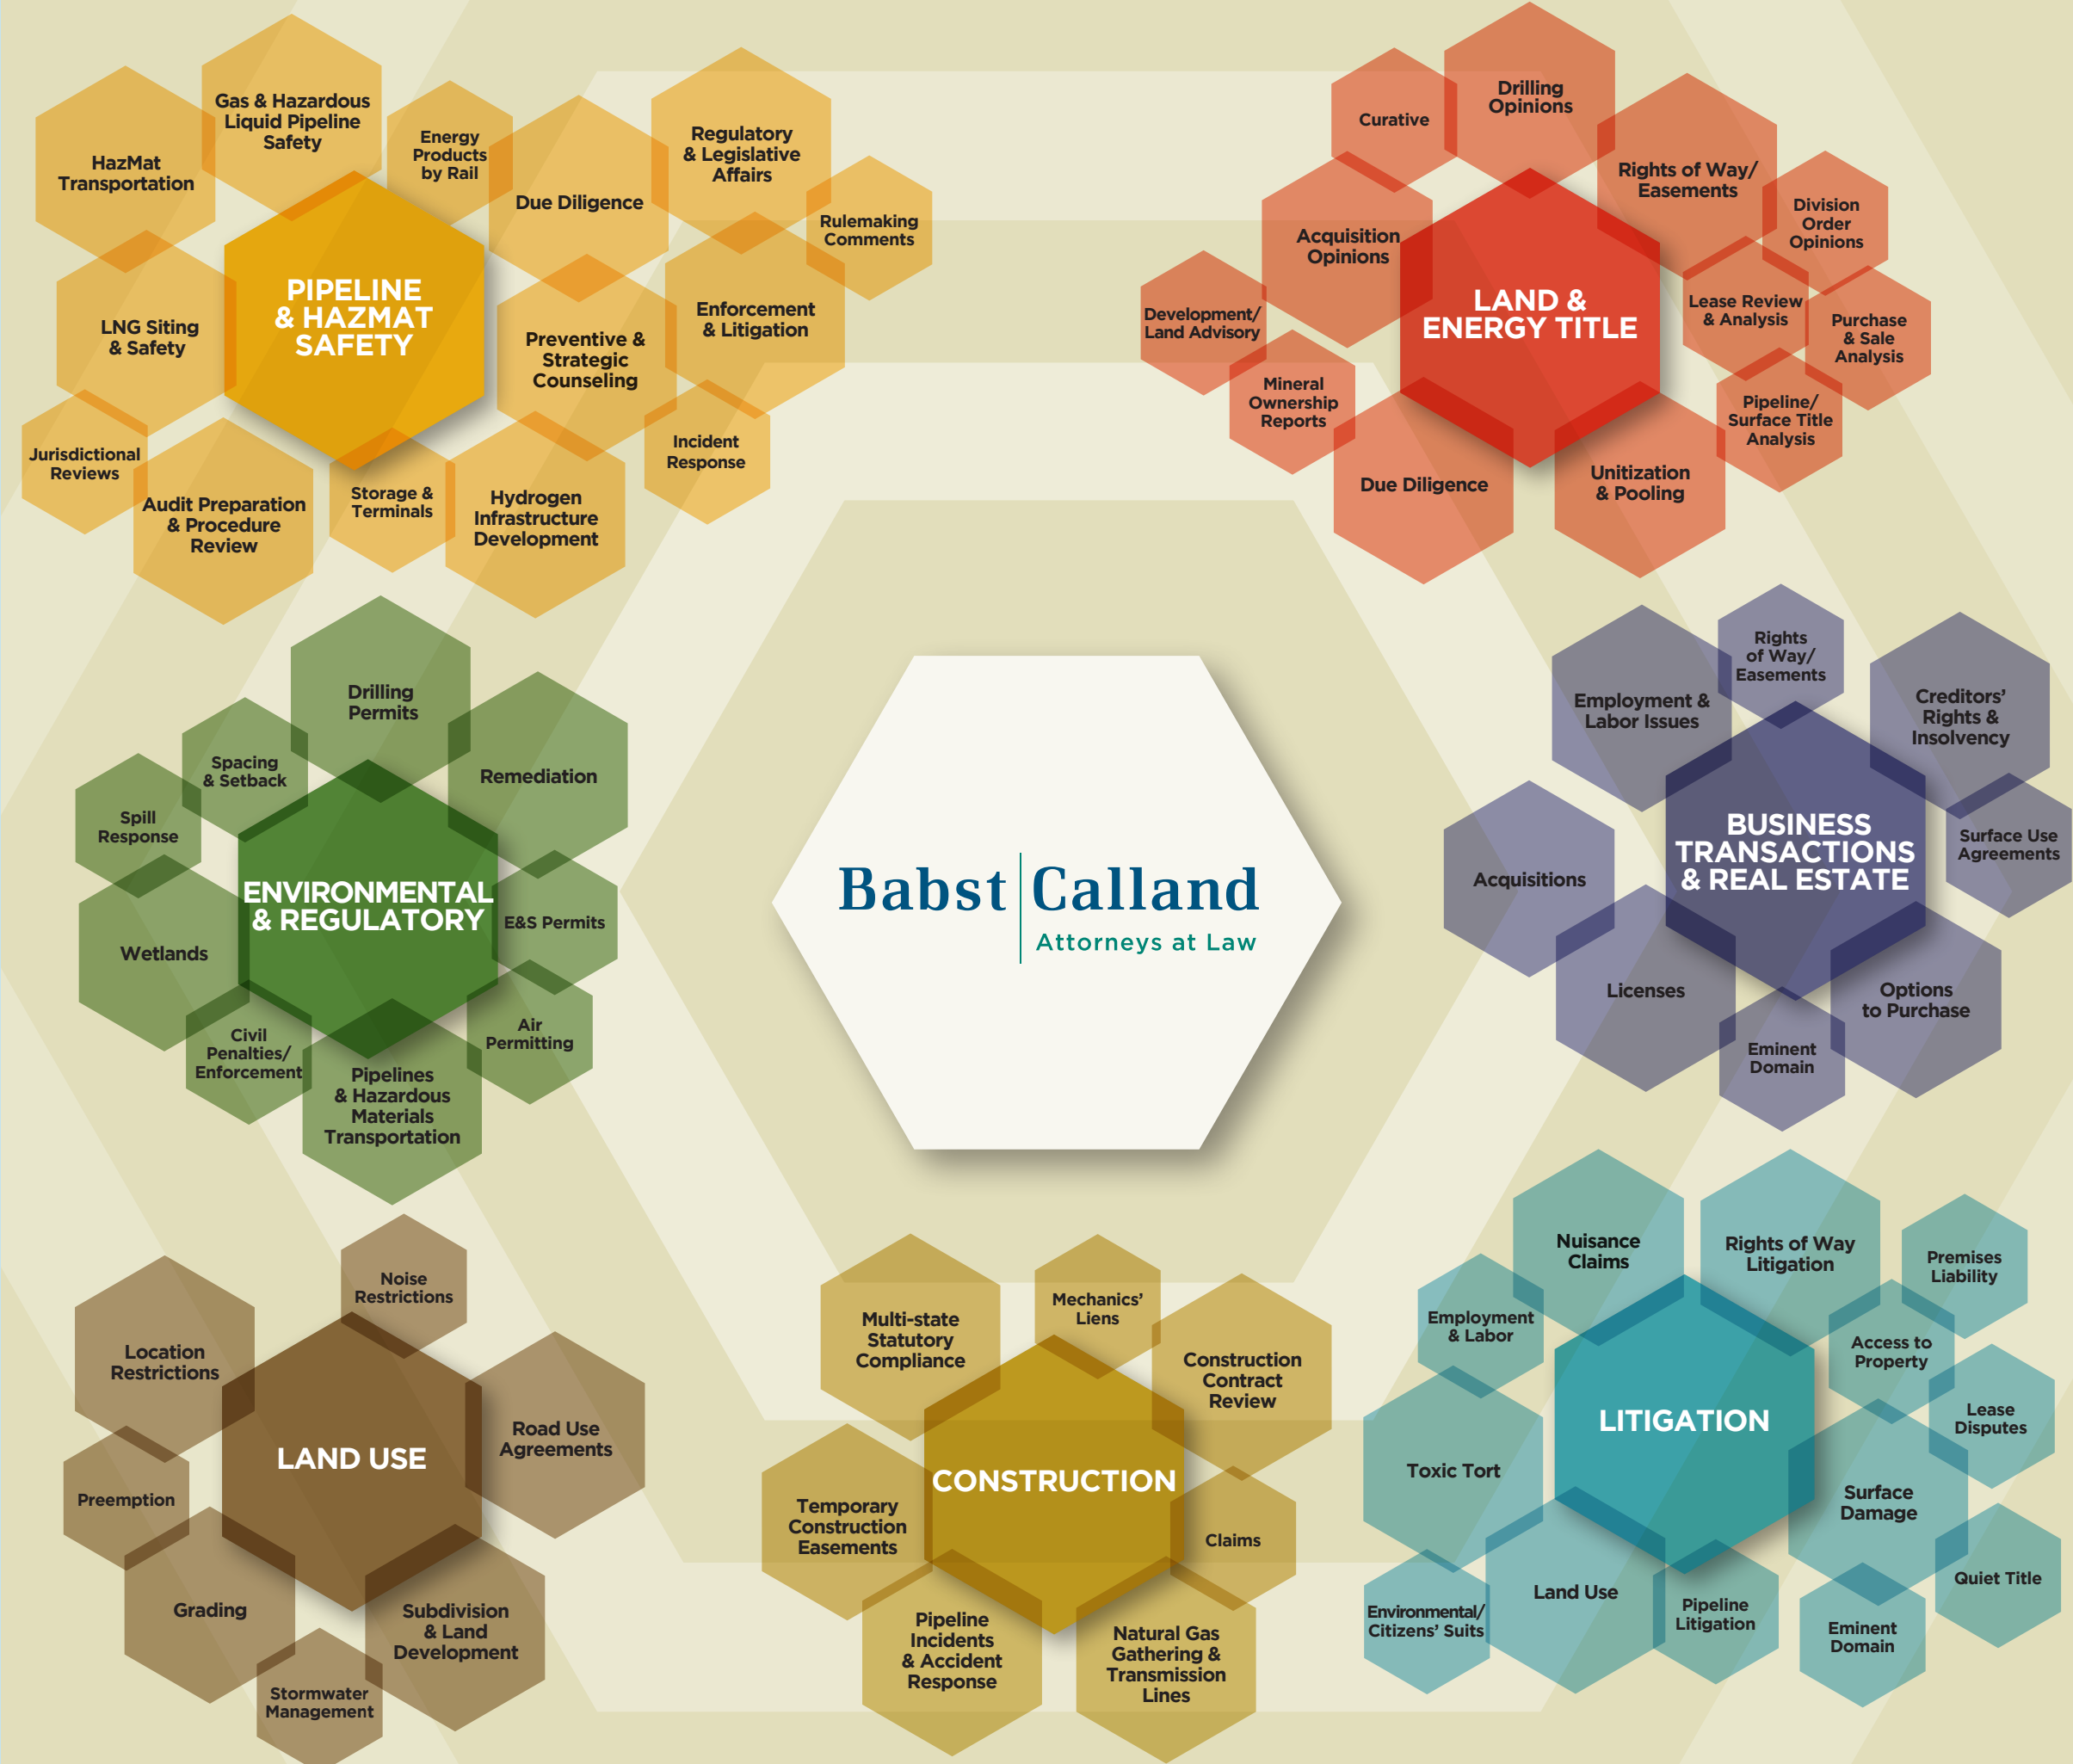 HazMat
Transportation
Gas & Hazardous
Liquid Pipeline
Safety
Energy
Products
by Rail
Due Diligence
Regulatory
& Legislative
Affairs
Rulemaking
Comments
PIPELINE
& HAZMAT
SAFETY
LNG Siting
& Safety
Preventive &
Strategic
Counseling
Enforcement
& Litigation
Incident
Response
Jurisdictional
Reviews
Audit Preparation
& Procedure
Review
Storage &
Terminals
Hydrogen
Infrastructure
Development
Curative
Drilling
Opinions
Rights of Way/
Easements
Division
Order
Opinions
Acquisition
Opinions
LAND &
ENERGY TITLE
Lease Review
& Analysis
Purchase
& Sale
Analysis
Development/
Land Advisory
Mineral
Ownership
Reports
Pipeline/
Surface Title
Analysis
Due Diligence
Unitization
& Pooling
Drilling
Permits
Spacing
& Setback
Remediation
Spill
Response
ENVIRONMENTAL
& REGULATORY
E&S Permits
Wetlands
Civil
Penalties/
Enforcement
Air
Permitting
Pipelines
& Hazardous
Materials
Transportation
Babst Calland
Attorneys at Law
Employment &
Labor Issues
Rights
of Way/
Easements
Creditors’
Rights &
Insolvency
BUSINESS
TRANSACTIONS
& REAL ESTATE
Surface Use
Agreements
Acquisitions
Licenses
Options
to Purchase
Eminent
Domain
Noise
Restrictions
Location
Restrictions
LAND USE
Road Use
Agreements
Preemption
Grading
Subdivision
& Land
Development
Stormwater
Management
Multi-state
Statutory
Compliance
Mechanics’
Liens
Construction
Contract
Review
CONSTRUCTION
Temporary
Construction
Easements
Claims
Pipeline
Incidents
& Accident
Response
Natural Gas
Gathering &
Transmission
Lines
Nuisance
Claims
Rights of Way
Litigation
Premises
Liability
Employment
& Labor
Access to
Property
LITIGATION
Lease
Disputes
Toxic Tort
Surface
Damage
Quiet Title
Environmental/
Citizens’ Suits
Land Use
Pipeline
Litigation
Eminent
Domain